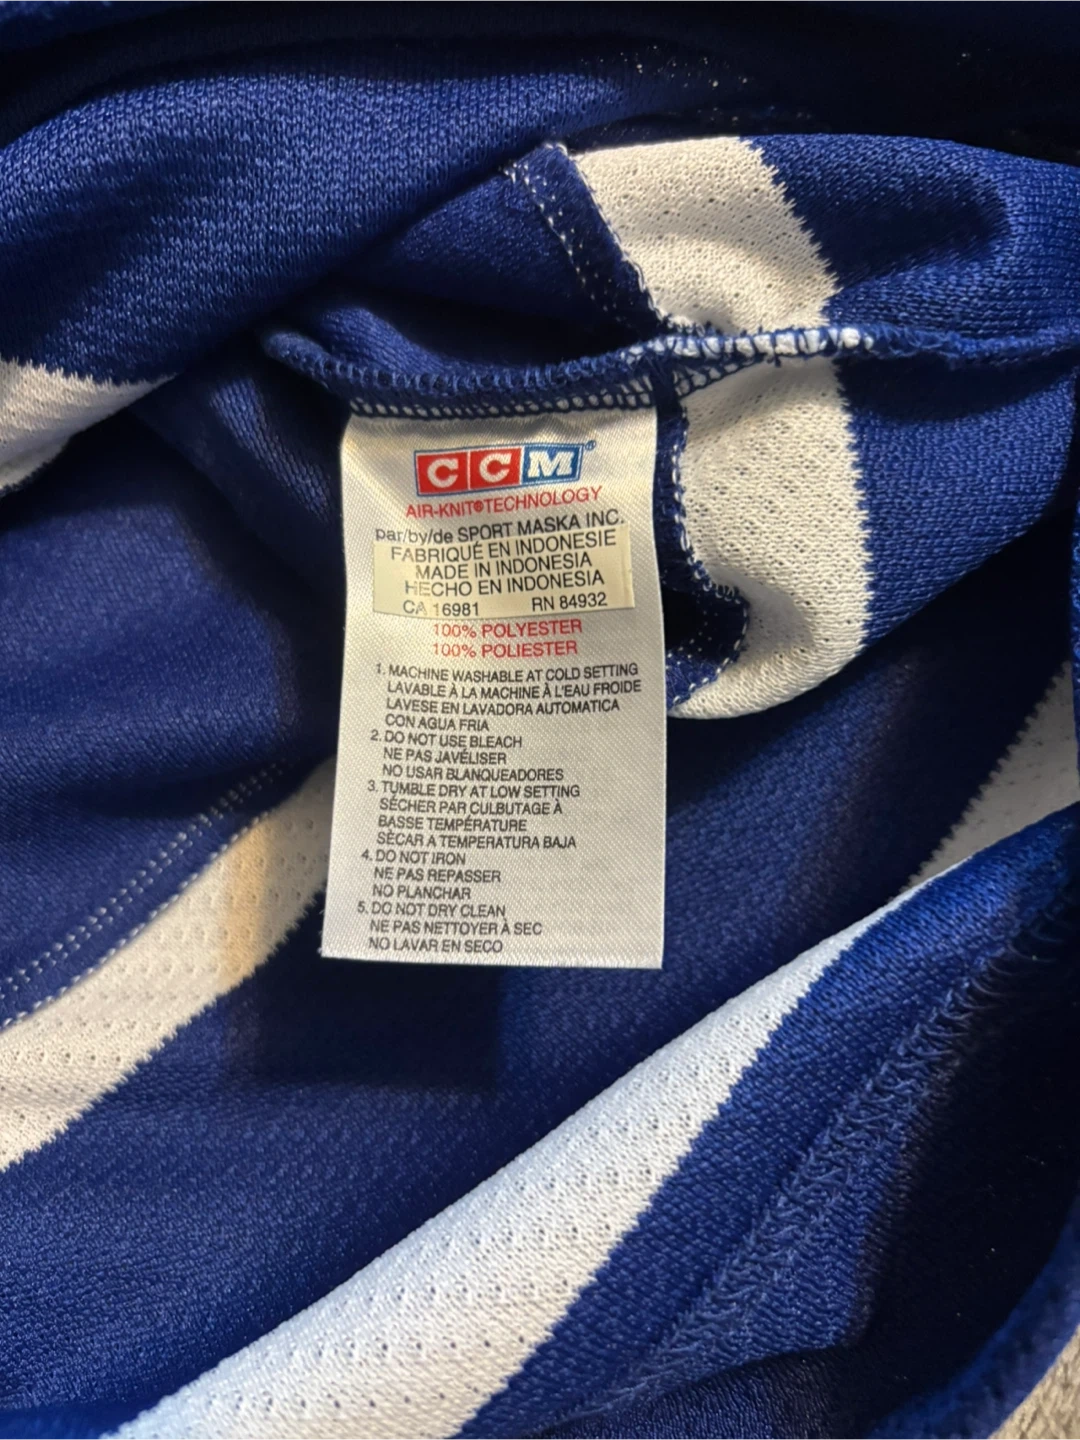 CCM®
AIR-KNIT®TECHNOLOGY
par/by/de SPORT MASKA INC.
FABRIQUÉ EN INDONESIE
MADE IN INDONESIA
HECHO EN INDONESIA
CA 16981 RN 84932
100% POLYESTER
100% POLIESTER
1. MACHINE WASHABLE AT COLD SETTING
LAVABLE À LA MACHINE À L'EAU FROIDE
LAVESE EN LAVADORA AUTOMATICA
CON AGUA FRIA
2. DO NOT USE BLEACH
NE PAS JAVÉLISER
NO USAR BLANQUEADORES
3. TUMBLE DRY AT LOW SETTING
SÉCHER PAR CULBUTAGE À
BASSE TEMPÉRATURE
SÈCAR A TEMPERATURA BAJA
4. DO NOT IRON
NE PAS REPASSER
NO PLANCHAR
5. DO NOT DRY CLEAN
NE PAS NETTOYER À SEC
NO LAVAR EN SECO